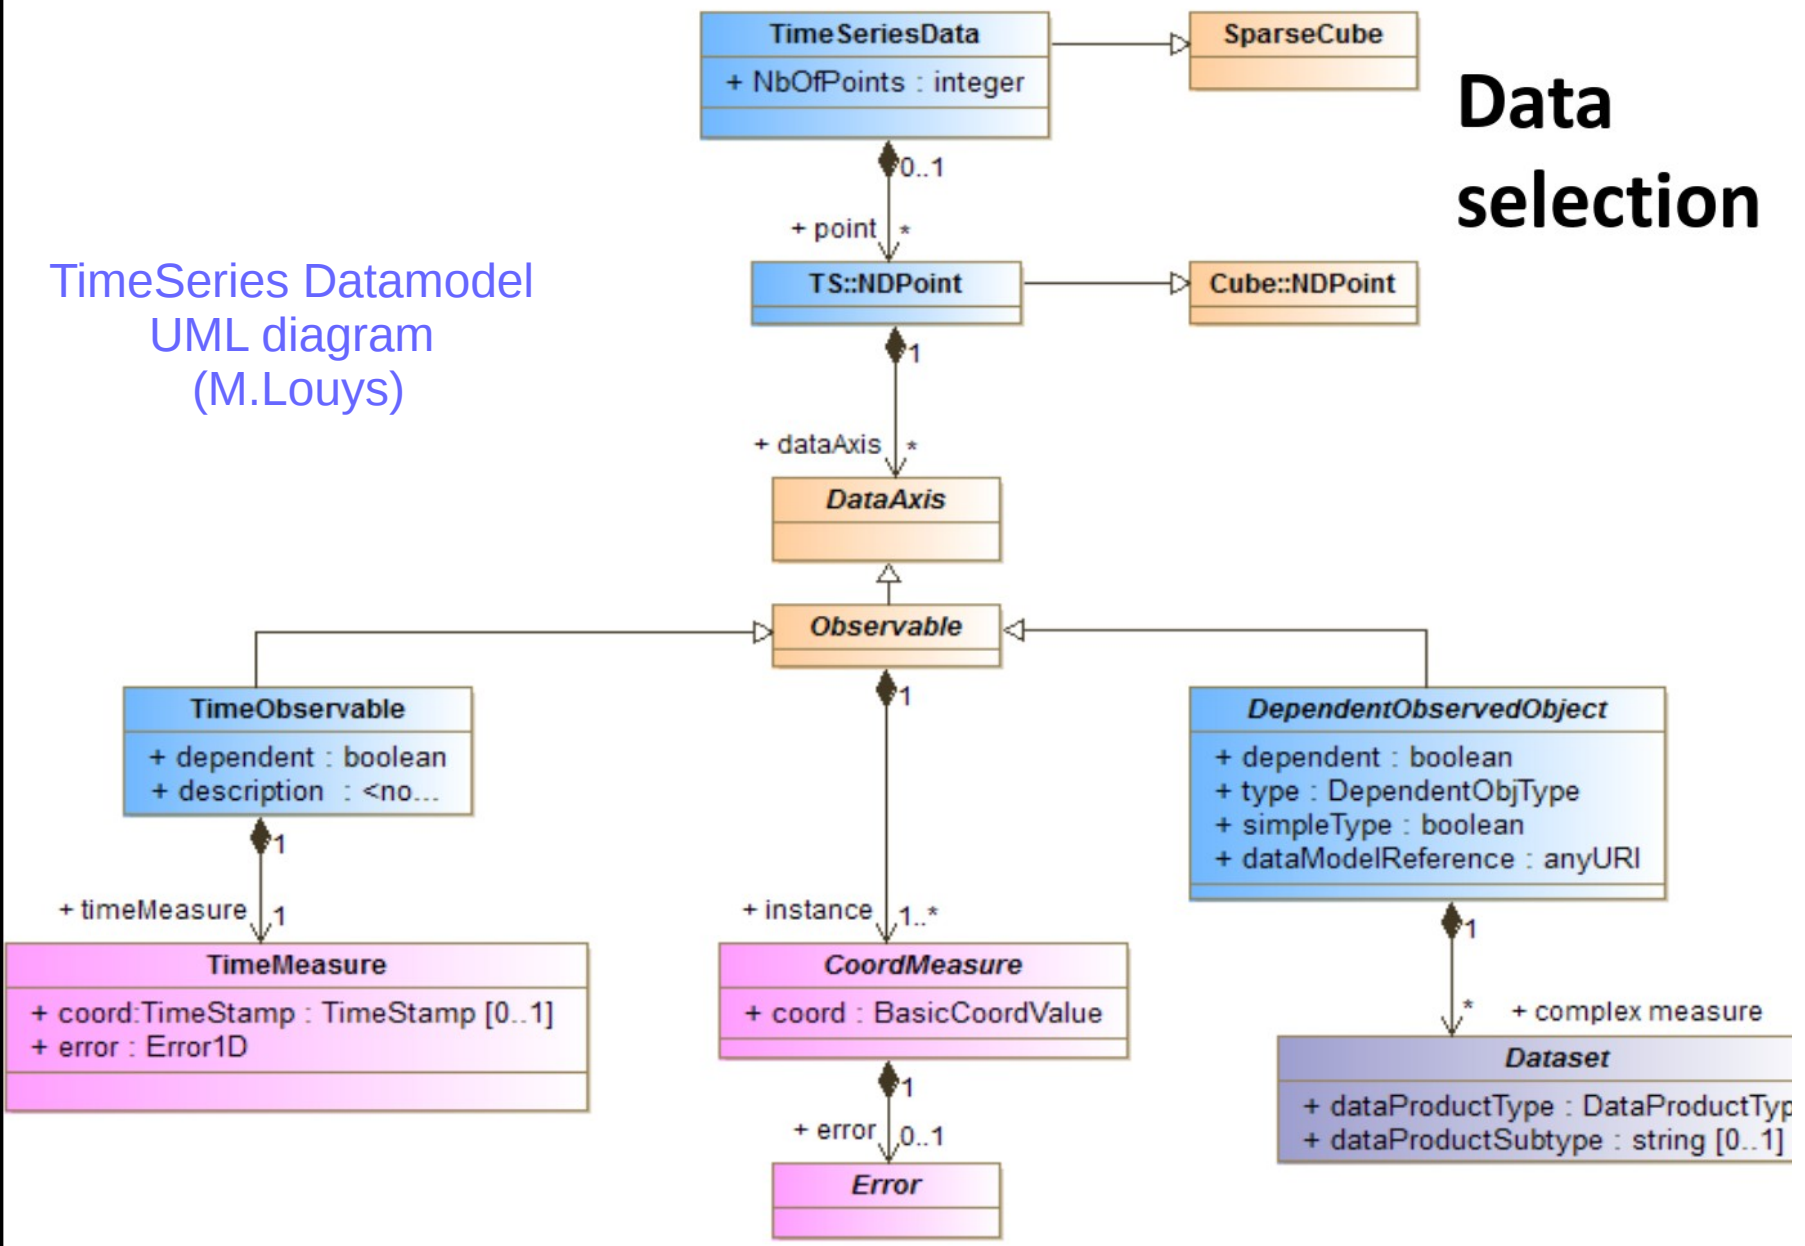 TimeSeriesData
+ NbOfPoints : integer
SparseCube
Data
selection
0..1
+ point
*
TimeSeries Datamodel
UML diagram
(M.Louys)
TS::NDPoint
Cube::NDPoint
1
+ dataAxis
*
DataAxis
Observable
1
TimeObservable
+ dependent : boolean
+ description : <no...
1
+ timeMeasure
1
+ instance
1..*
DependentObservedObject
+ dependent : boolean
+ type : DependentObjType
+ simpleType : boolean
+ dataModelReference : anyURI
1
*
+ complex measure
TimeMeasure
+ coord:TimeStamp : TimeStamp [0..1]
+ error : Error1D
CoordMeasure
+ coord : BasicCoordValue
1
+ error
0..1
Error
Dataset
+ dataProductType : DataProductTyp
+ dataProductSubtype : string [0..1]